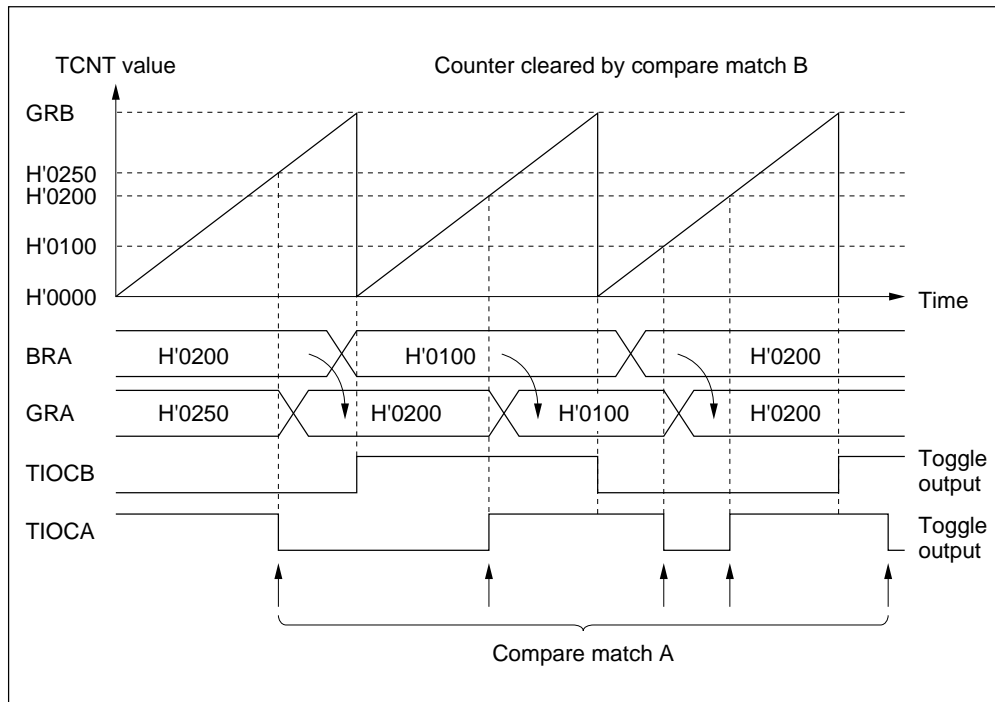 TCNT value
Counter cleared by compare match B
GRB
H'0250
H'0200
H'0100
H'0000
Time
BRA
H'0200
H'0100
H'0200
GRA
H'0250
H'0200
H'0100
H'0200
TIOCB
Toggle
output
TIOCA
Toggle
output
Compare match A